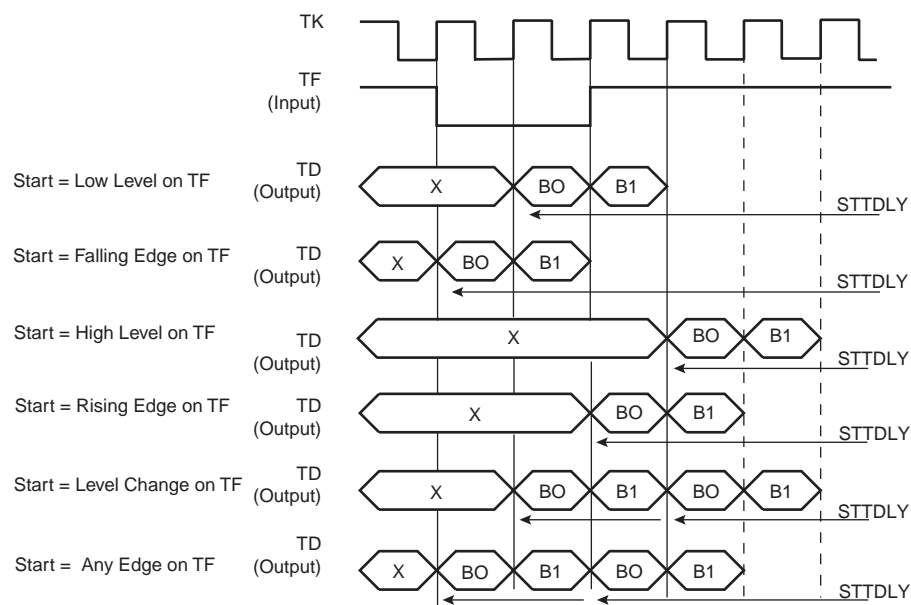 TK
TF
(Input)
Start = Low Level on TF
TD
(Output)
X
BO
B1
STTDLY
Start = Falling Edge on TF
TD
(Output)
X
BO
B1
STTDLY
Start = High Level on TF
TD
(Output)
X
BO
B1
STTDLY
Start = Rising Edge on TF
TD
(Output)
X
BO
B1
STTDLY
Start = Level Change on TF
TD
(Output)
X
BO
B1
BO
B1
STTDLY
Start = Any Edge on TF
TD
(Output)
X
BO
B1
BO
B1
STTDLY